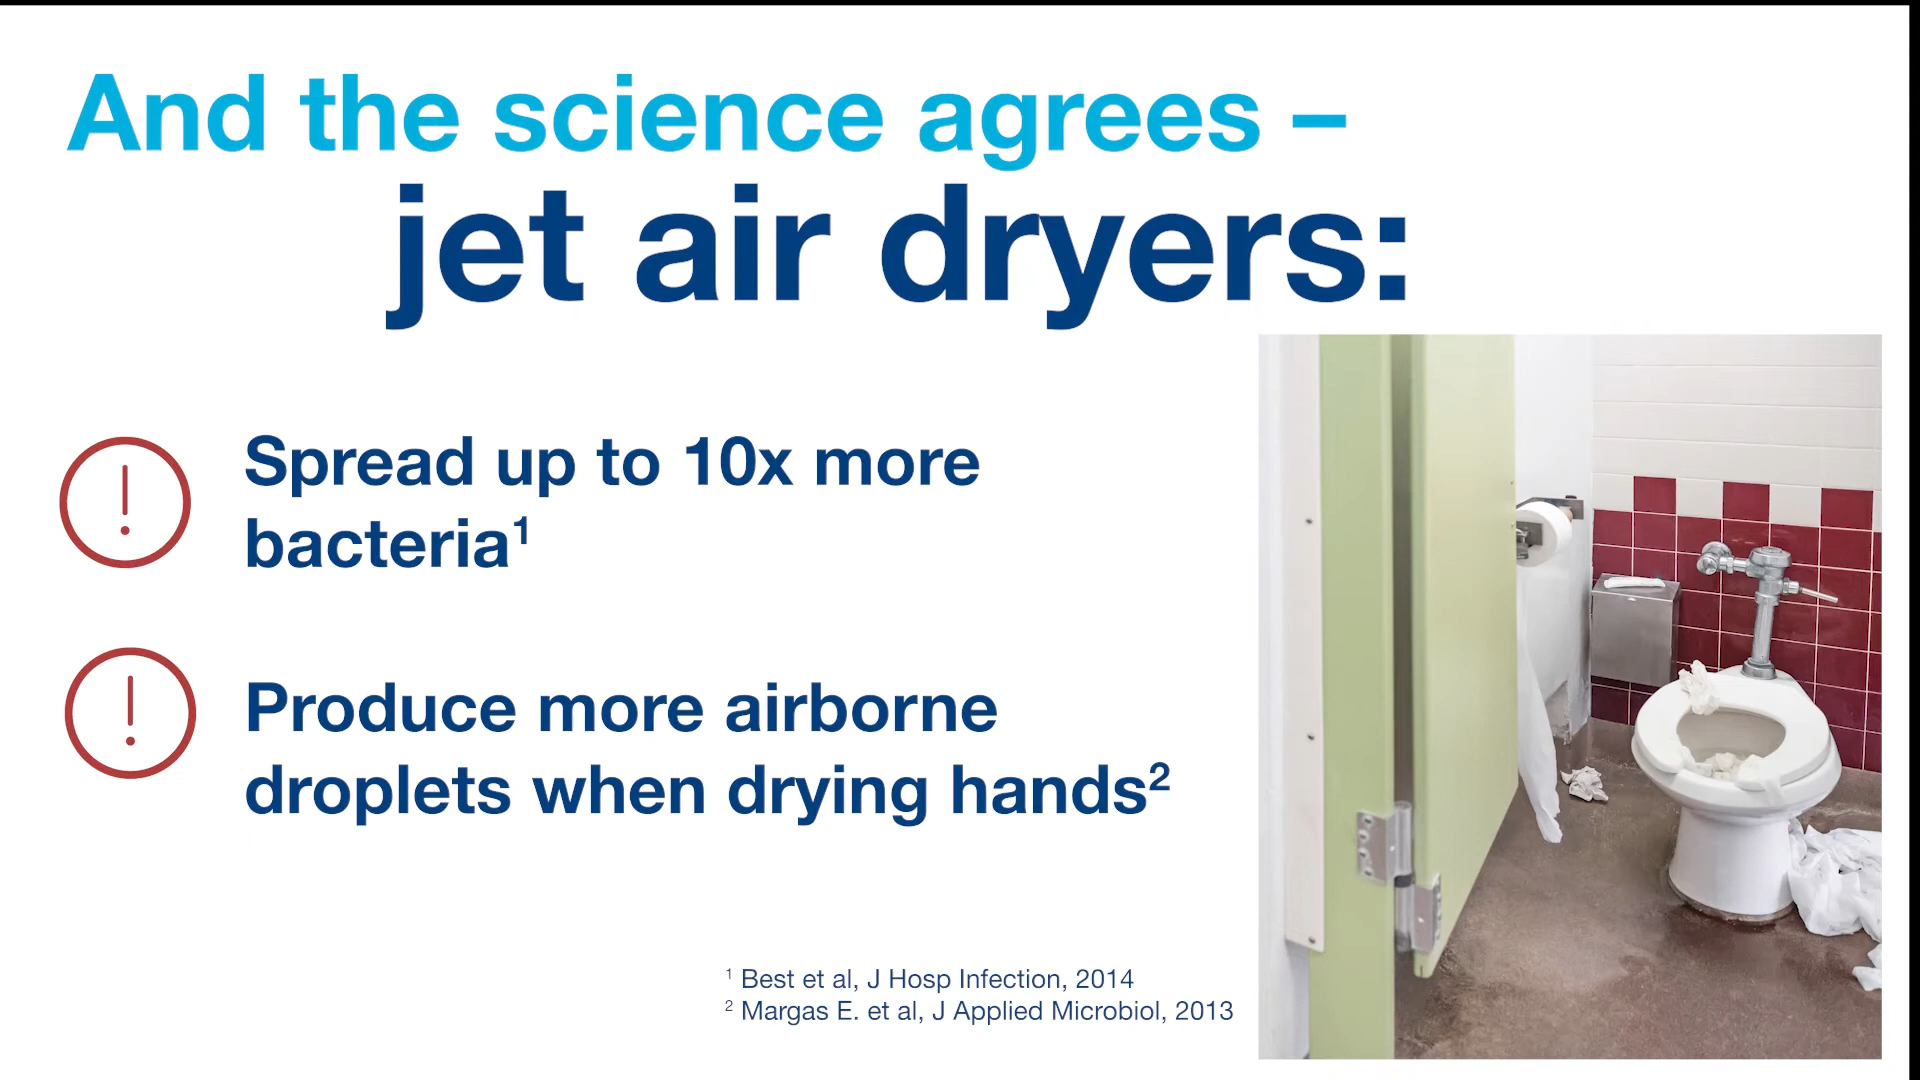 And the science agrees –
jet air dryers:
Spread up to 10x more
bacteria¹
Produce more airborne
droplets when drying hands²
¹ Best et al, J Hosp Infection, 2014
² Margas E. et al, J Applied Microbiol, 2013